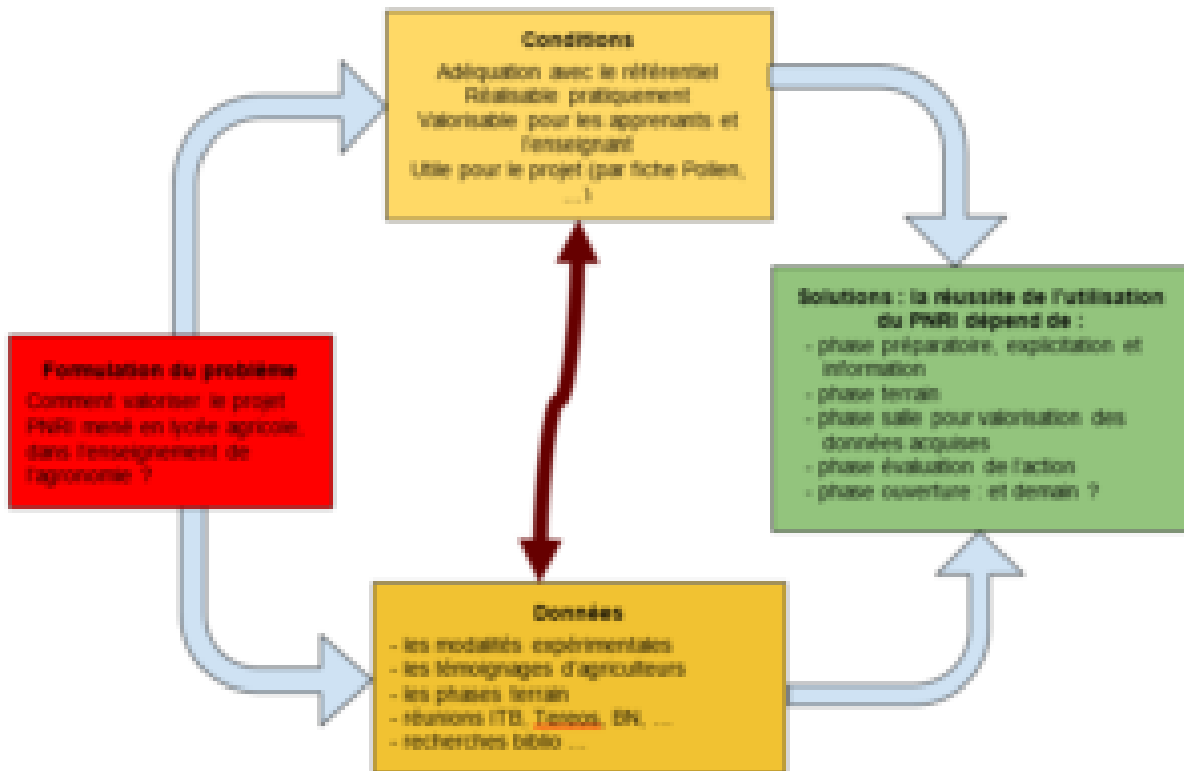 Conditions
Adéquation avec le référentiel
Réalisable pratiquement
Valorisable pour les apprenants et
l'enseignant
Utile pour le projet (par fiche Pollen,
...)
Formulation du problème
Comment valoriser le projet
PNRI mené en lycée agricole,
dans l'enseignement de
l'agronomie ?
Solutions : la réussite de l'utilisation
du PNRI dépend de :
- phase préparatoire, explicitation et
information
- phase terrain
- phase salle pour valorisation des
données acquises
- phase évaluation de l'action
- phase ouverture : et demain ?
Données
- les modalités expérimentales
- les témoignages d'agriculteurs
- les phases terrain
- réunions ITB, Tereos, BN, ...
- recherches biblio ...